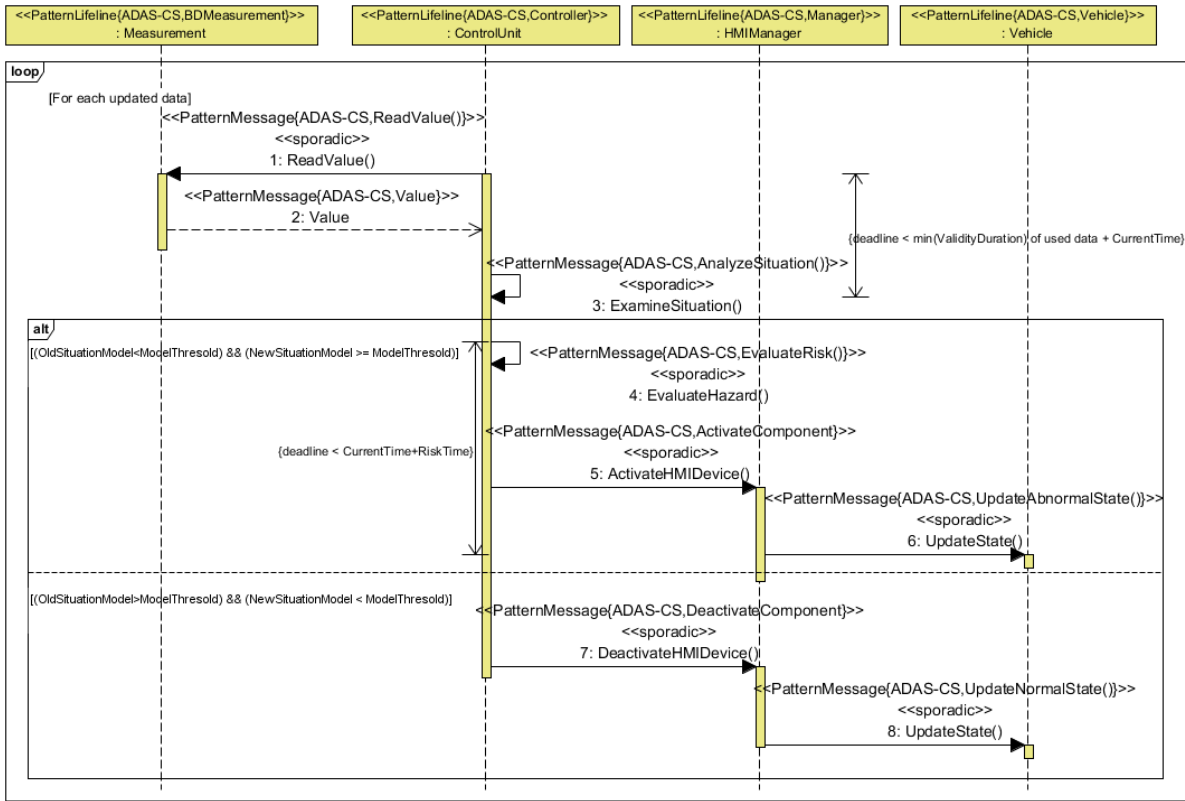 <<PatternLifeline{ADAS-CS,BDMeasurement}>>
: Measurement
<<PatternLifeline{ADAS-CS,Controller}>>
: ControlUnit
<<PatternLifeline{ADAS-CS,Manager}>>
: HMIManager
<<PatternLifeline{ADAS-CS,Vehicle}>>
: Vehicle
loop
[For each updated data]
<<PatternMessage{ADAS-CS,ReadValue()}>>
<<sporadic>>
1: ReadValue()
<<PatternMessage{ADAS-CS,Value}>>
2: Value
{deadline < min(ValidityDuration) of used data + CurrentTime}
<<PatternMessage{ADAS-CS,AnalyzeSituation()}>>
<<sporadic>>
3: ExamineSituation()
alt
[(OldSituationModel<ModelThresold) && (NewSituationModel >= ModelThresold)]
<<PatternMessage{ADAS-CS,EvaluateRisk()}>>
<<sporadic>>
4: EvaluateHazard()
{deadline < CurrentTime+RiskTime}
<<PatternMessage{ADAS-CS,ActivateComponent}>>
<<sporadic>>
5: ActivateHMIDevice()
<<PatternMessage{ADAS-CS,UpdateAbnormalState()}>>
<<sporadic>>
6: UpdateState()
[(OldSituationModel>ModelThresold) && (NewSituationModel < ModelThresold)]
<<PatternMessage{ADAS-CS,DeactivateComponent}>>
<<sporadic>>
7: DeactivateHMIDevice()
<<PatternMessage{ADAS-CS,UpdateNormalState()}>>
<<sporadic>>
8: UpdateState()